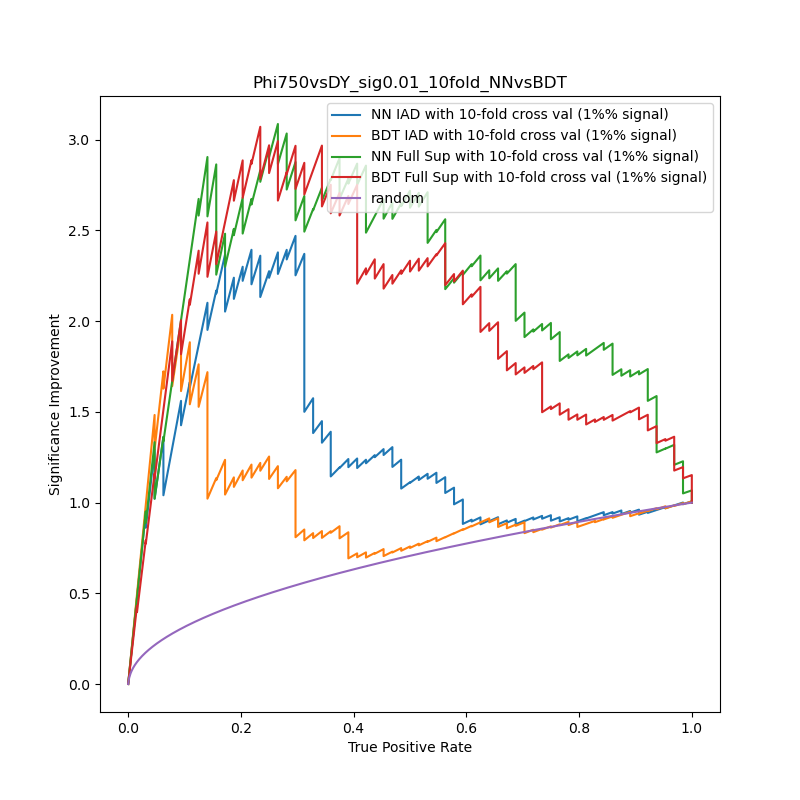 Phi750vsDY_sig0.01_10fold_NNvsBDT
NN IAD with 10-fold cross val (1%% signal)
BDT IAD with 10-fold cross val (1%% signal)
NN Full Sup with 10-fold cross val (1%% signal)
BDT Full Sup with 10-fold cross val (1%% signal)
random
Significance Improvement
3.0
2.5
2.0
1.5
1.0
0.5
0.0
0.0 0.2 0.4 0.6 0.8 1.0
True Positive Rate